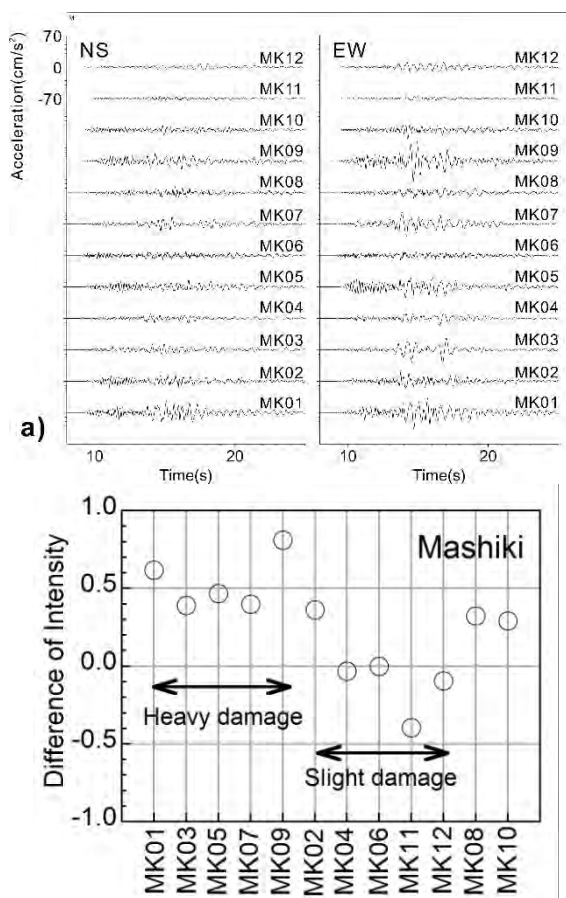 NS
EW
Acceleration(cm/s²)
70
0
-70
MK12
MK11
MK10
MK09
MK08
MK07
MK06
MK05
MK04
MK03
MK02
MK01
MK12
MK11
MK10
MK09
MK08
MK07
MK06
MK05
MK04
MK03
MK02
MK01
a)
10 20
Time(s)
10 20
Time(s)
Difference of Intensity
1.0
0.5
0.0
-0.5
-1.0
Mashiki
Heavy damage
Slight damage
MK01
MK03
MK05
MK07
MK09
MK02
MK04
MK06
MK11
MK12
MK08
MK10